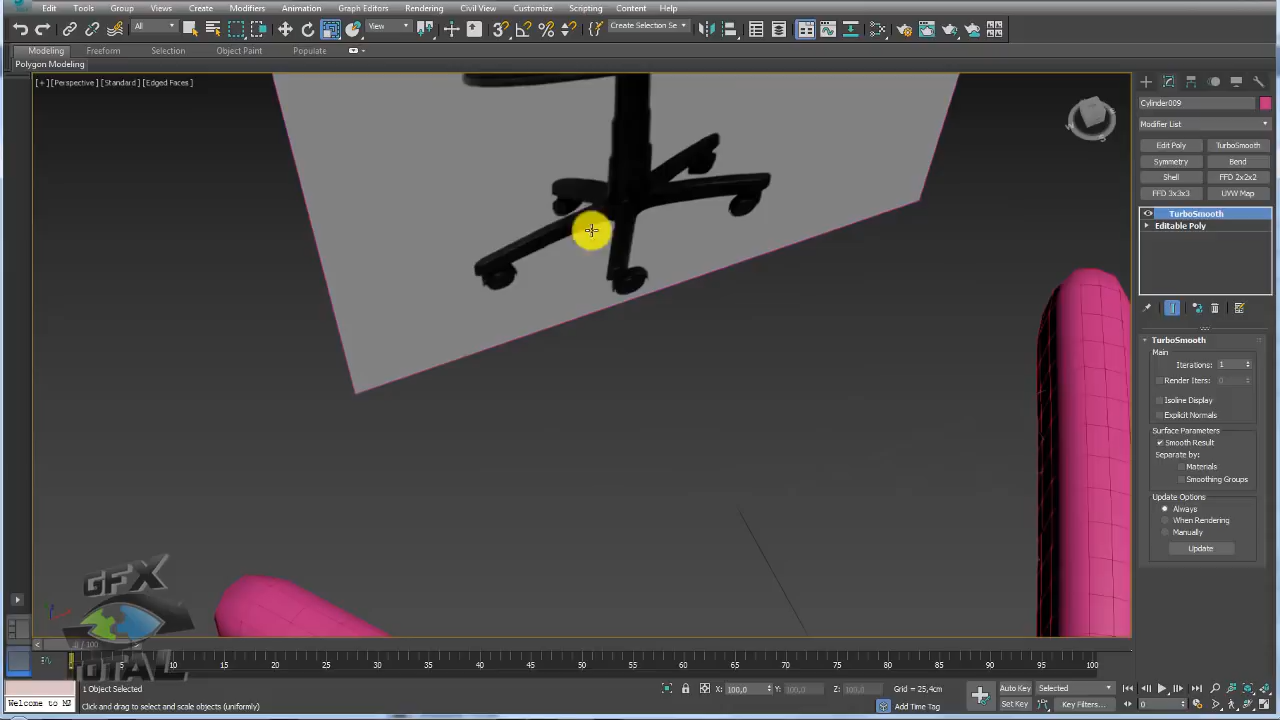 Edit Tools Group Views Create Modifiers Animation Graph Editors Rendering Civil View Customize Scripting Content Help
All View Create Selection Se
Modeling Freeform Selection Object Paint Populate
Polygon Modeling
[+] [Perspective] [Standard] [Edged Faces]
Cylinder009
Modifier List
Edit Poly TurboSmooth
Symmetry Bend
Shell FFD 2x2x2
FFD 3x3x3 UVW Map
TurboSmooth
Editable Poly
TurboSmooth
Main
Iterations: 1
Render Iters: 0
Isoline Display
Explicit Normals
Surface Parameters
Smooth Result
Separate by:
Materials
Smoothing Groups
Update Options
Always
When Rendering
Manually
Update
GFX
TOTAL
/ 100
10 15 20 25 30 35 40 45 50 55 60 65 70 75 80 85 90 95 100
1 Object Selected
X: 100,0 Y: 100,0 Z: 100,0 Grid = 25,4cm
Auto Key Selected
Welcome to M
Click and drag to select and scale objects (uniformly)
Add Time Tag
Set Key Key Filters... 0